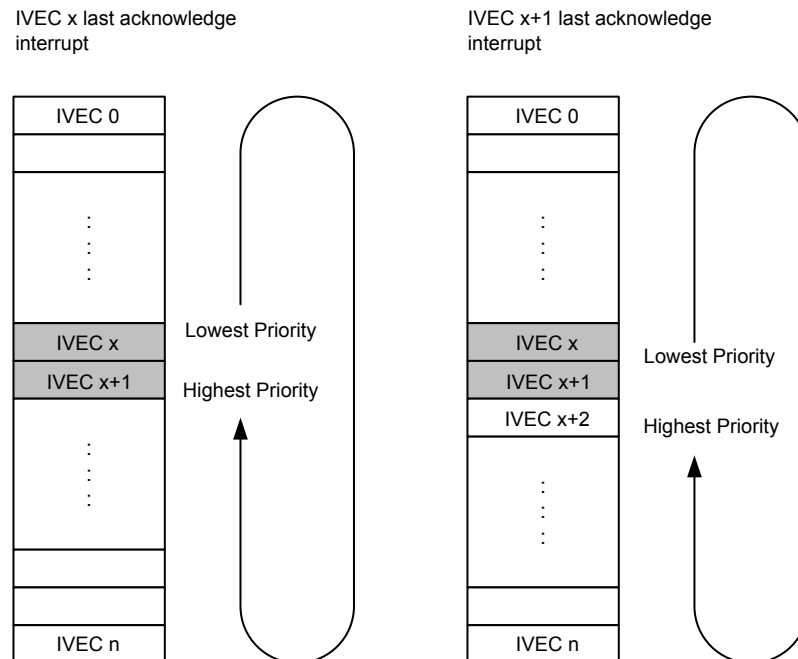 IVEC x last acknowledge
interrupt
IVEC 0
IVEC x
IVEC x+1
IVEC n
Lowest Priority
Highest Priority
IVEC x+1 last acknowledge
interrupt
IVEC 0
IVEC x
IVEC x+1
IVEC x+2
IVEC n
Lowest Priority
Highest Priority